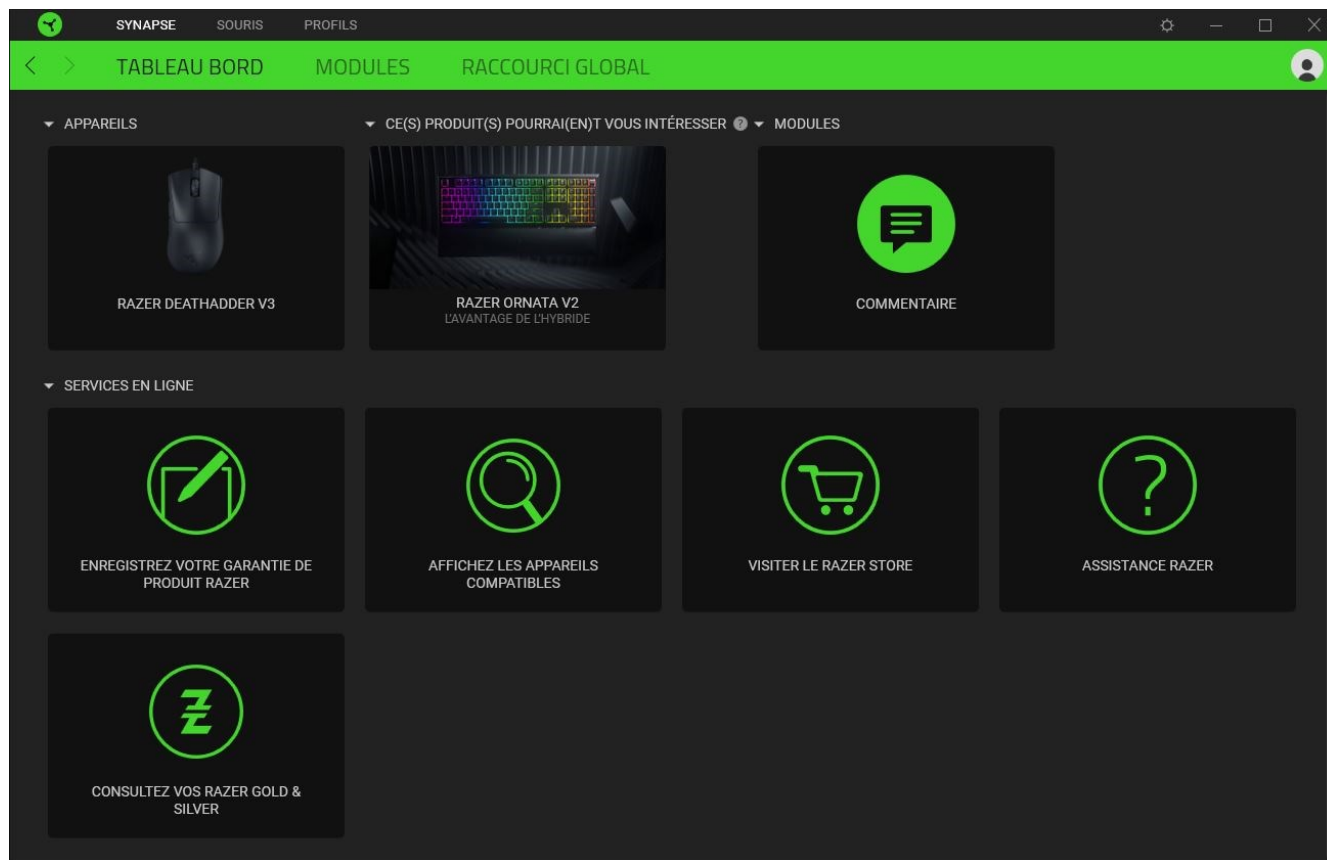 SYNAPSE SOURIS PROFILS
TABLEAU BORD MODULES RACCOURCI GLOBAL
APPAREILS
CE(S) PRODUIT(S) POURRAI(EN)T VOUS INTÉRESSER ?
MODULES
RAZER DEATHADDER V3
RAZER ORNATA V2
L'AVANTAGE DE L'HYBRIDE
COMMENTAIRE
SERVICES EN LIGNE
ENREGISTREZ VOTRE GARANTIE DE
PRODUIT RAZER
AFFICHEZ LES APPAREILS
COMPATIBLES
VISITER LE RAZER STORE
ASSISTANCE RAZER
CONSULTEZ VOS RAZER GOLD &
SILVER